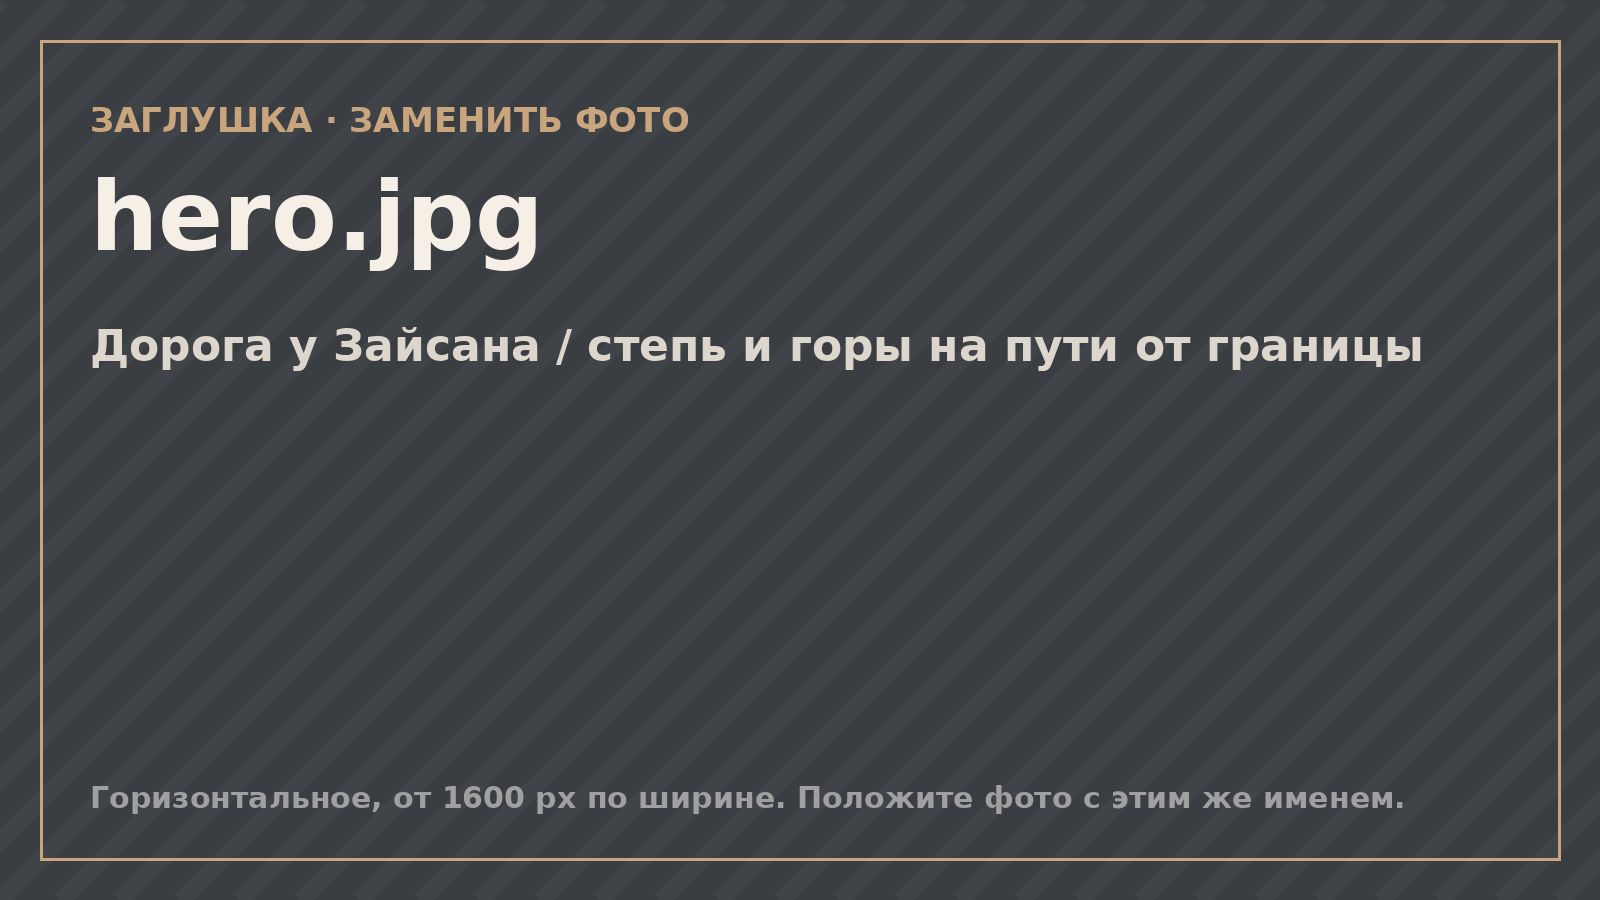 ЗАГЛУШКА · ЗАМЕНИТЬ ФОТО
hero.jpg
Дорога у Зайсана / степь и горы на пути от границы
Горизонтальное, от 1600 px по ширине. Положите фото с этим же именем.